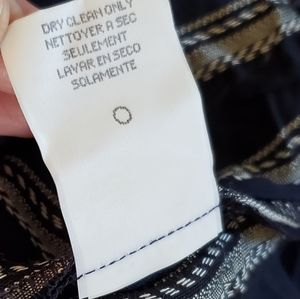 DRY CLEAN ONLY
NETTOYER A SEC
SEULEMENT
LAVAR EN SECO
SOLAMENTE